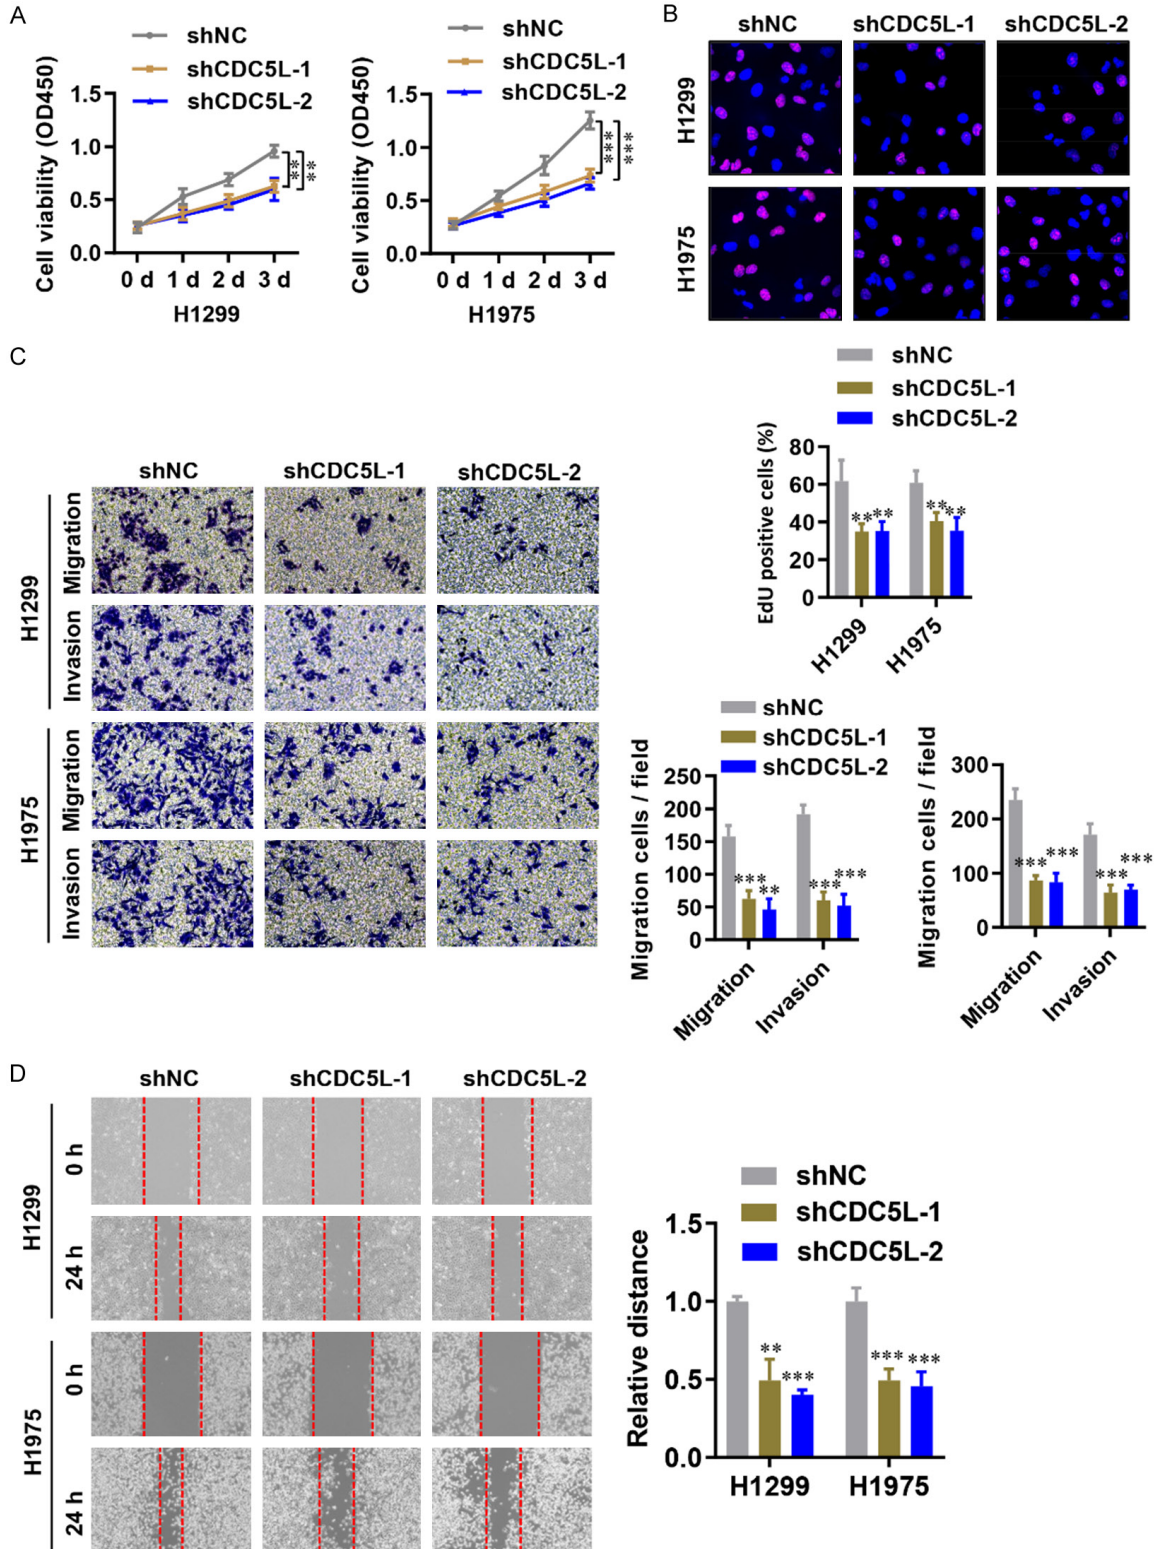 A
shNC
shCDC5L-1
shCDC5L-2
Cell viability (OD450)
1.5
1.0
0.5
0.0
**
**
0 d 1 d 2 d 3 d
H1299
shNC
shCDC5L-1
shCDC5L-2
Cell viability (OD450)
1.5
1.0
0.5
0.0
***
***
0 d 1 d 2 d 3 d
H1975
B
shNC shCDC5L-1 shCDC5L-2
H1299
H1975
shNC
shCDC5L-1
shCDC5L-2
EdU positive cells (%)
80
60
40
20
0
** ** ** **
H1299 H1975
C
shNC shCDC5L-1 shCDC5L-2
H1299
Migration
Invasion
H1975
Migration
Invasion
shNC
shCDC5L-1
shCDC5L-2
Migration cells / field
250
200
150
100
50
0
*** ** *** ***
Migration Invasion
Migration cells / field
300
200
100
0
*** *** *** ***
Migration Invasion
D
shNC shCDC5L-1 shCDC5L-2
H1299
0 h
24 h
H1975
0 h
24 h
shNC
shCDC5L-1
shCDC5L-2
Relative distance
1.5
1.0
0.5
0.0
** *** *** ***
H1299 H1975